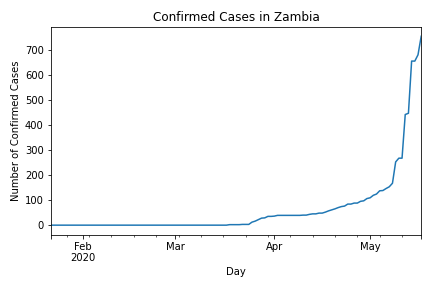 Confirmed Cases in Zambia
Number of Confirmed Cases
700
600
500
400
300
200
100
0
Feb
2020
Mar
Apr
May
Day